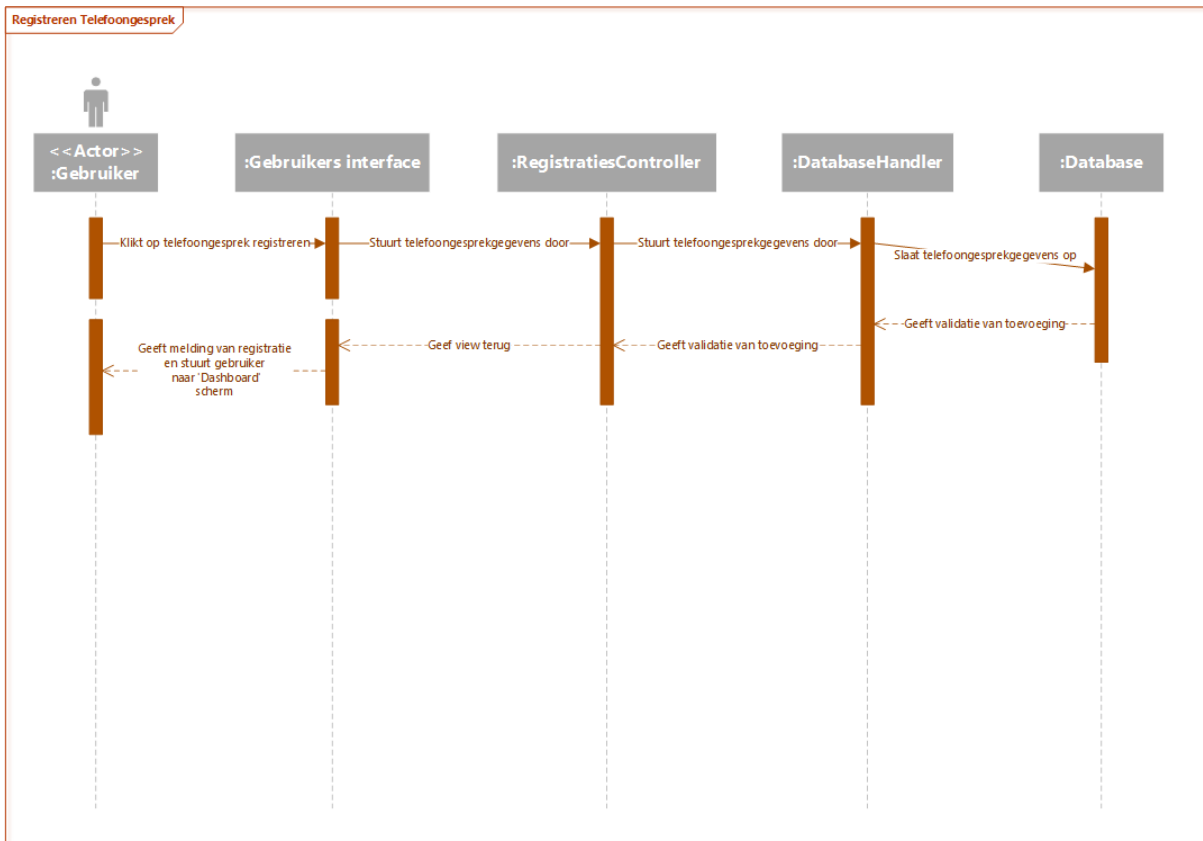 Registreren Telefoongesprek
<<Actor>>
:Gebruiker
:Gebruikers interface
:RegistratiesController
:DatabaseHandler
:Database
Klikt op telefoongesprek registreren
Stuurt telefoongesprekgegevens door
Stuurt telefoongesprekgegevens door
Slaat telefoongesprekgegevens op
Geeft validatie van toevoeging
Geeft validatie van toevoeging
Geef view terug
Geeft melding van registratie
en stuurt gebruiker
naar 'Dashboard'
scherm